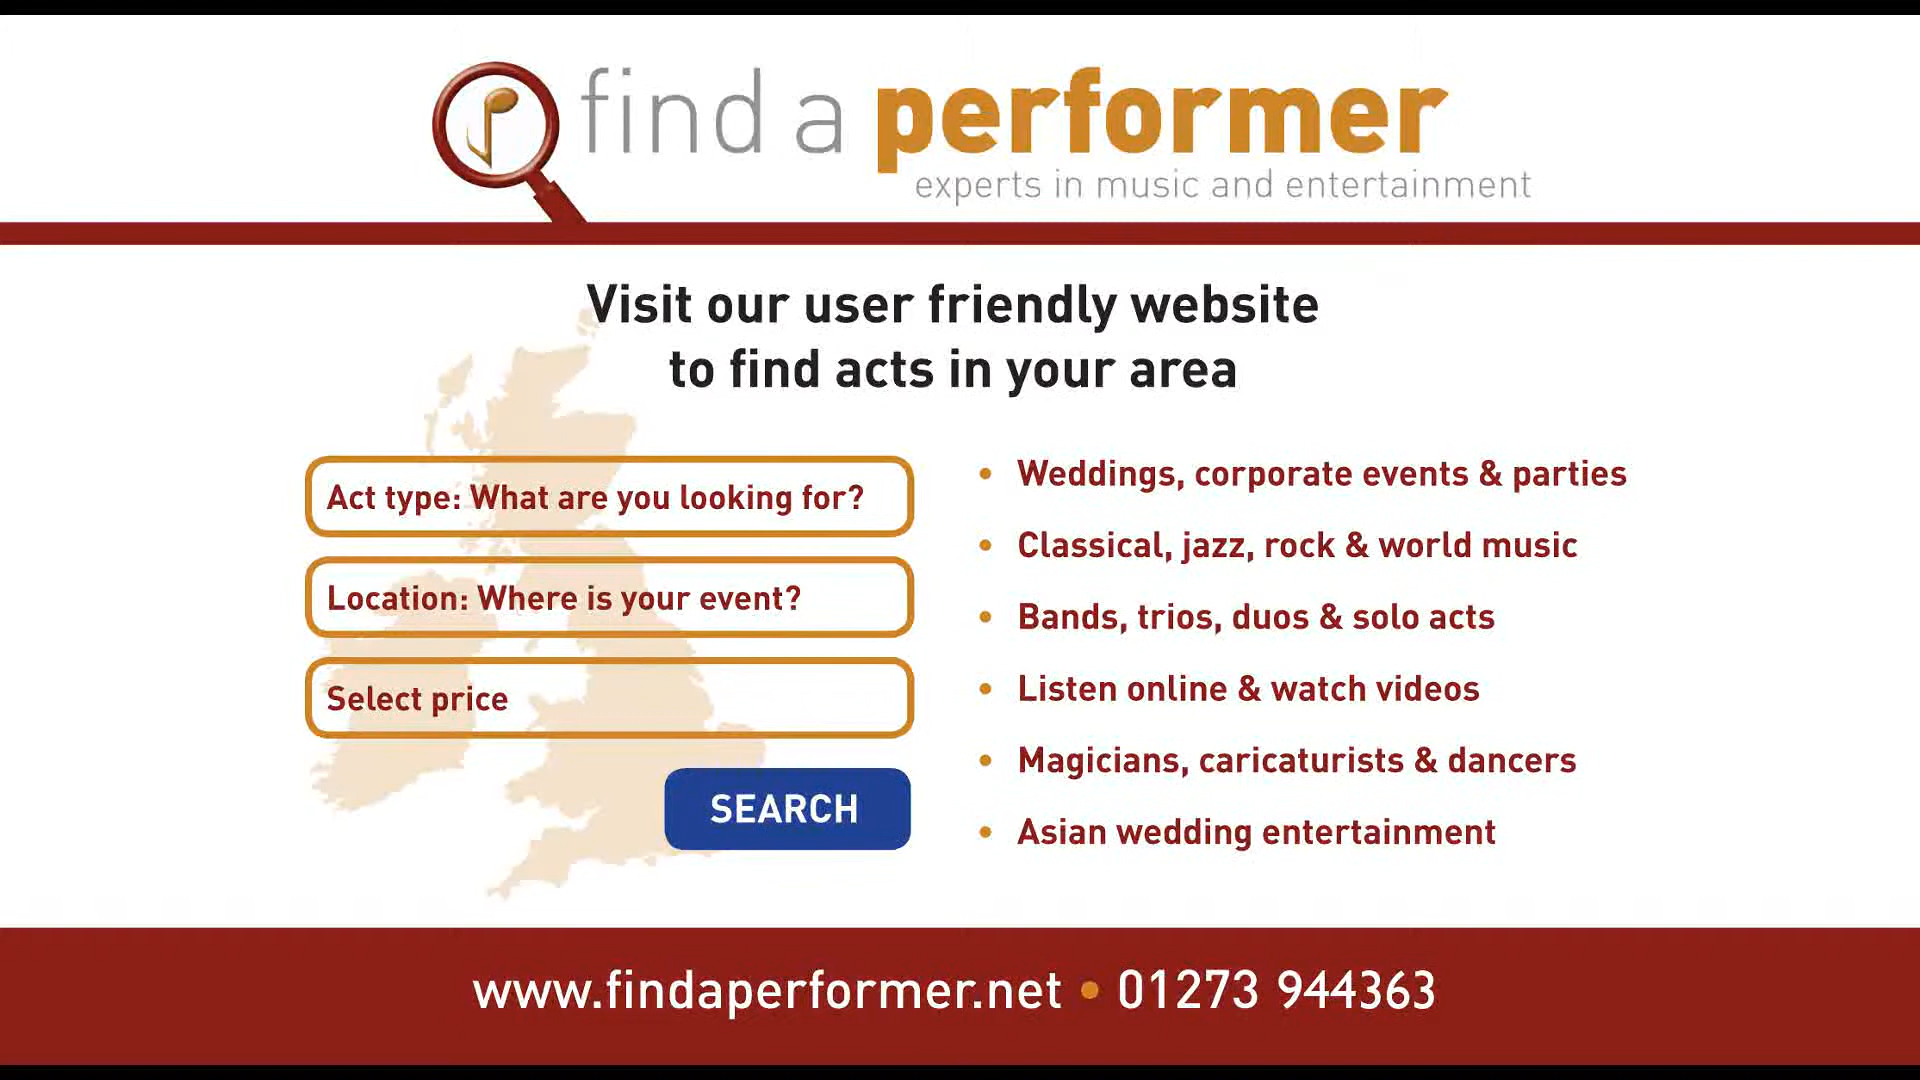 find a performer
experts in music and entertainment
Visit our user friendly website
to find acts in your area
Act type: What are you looking for?
Location: Where is your event?
Select price
SEARCH
• Weddings, corporate events & parties
• Classical, jazz, rock & world music
• Bands, trios, duos & solo acts
• Listen online & watch videos
• Magicians, caricaturists & dancers
• Asian wedding entertainment
www.findaperformer.net • 01273 944363